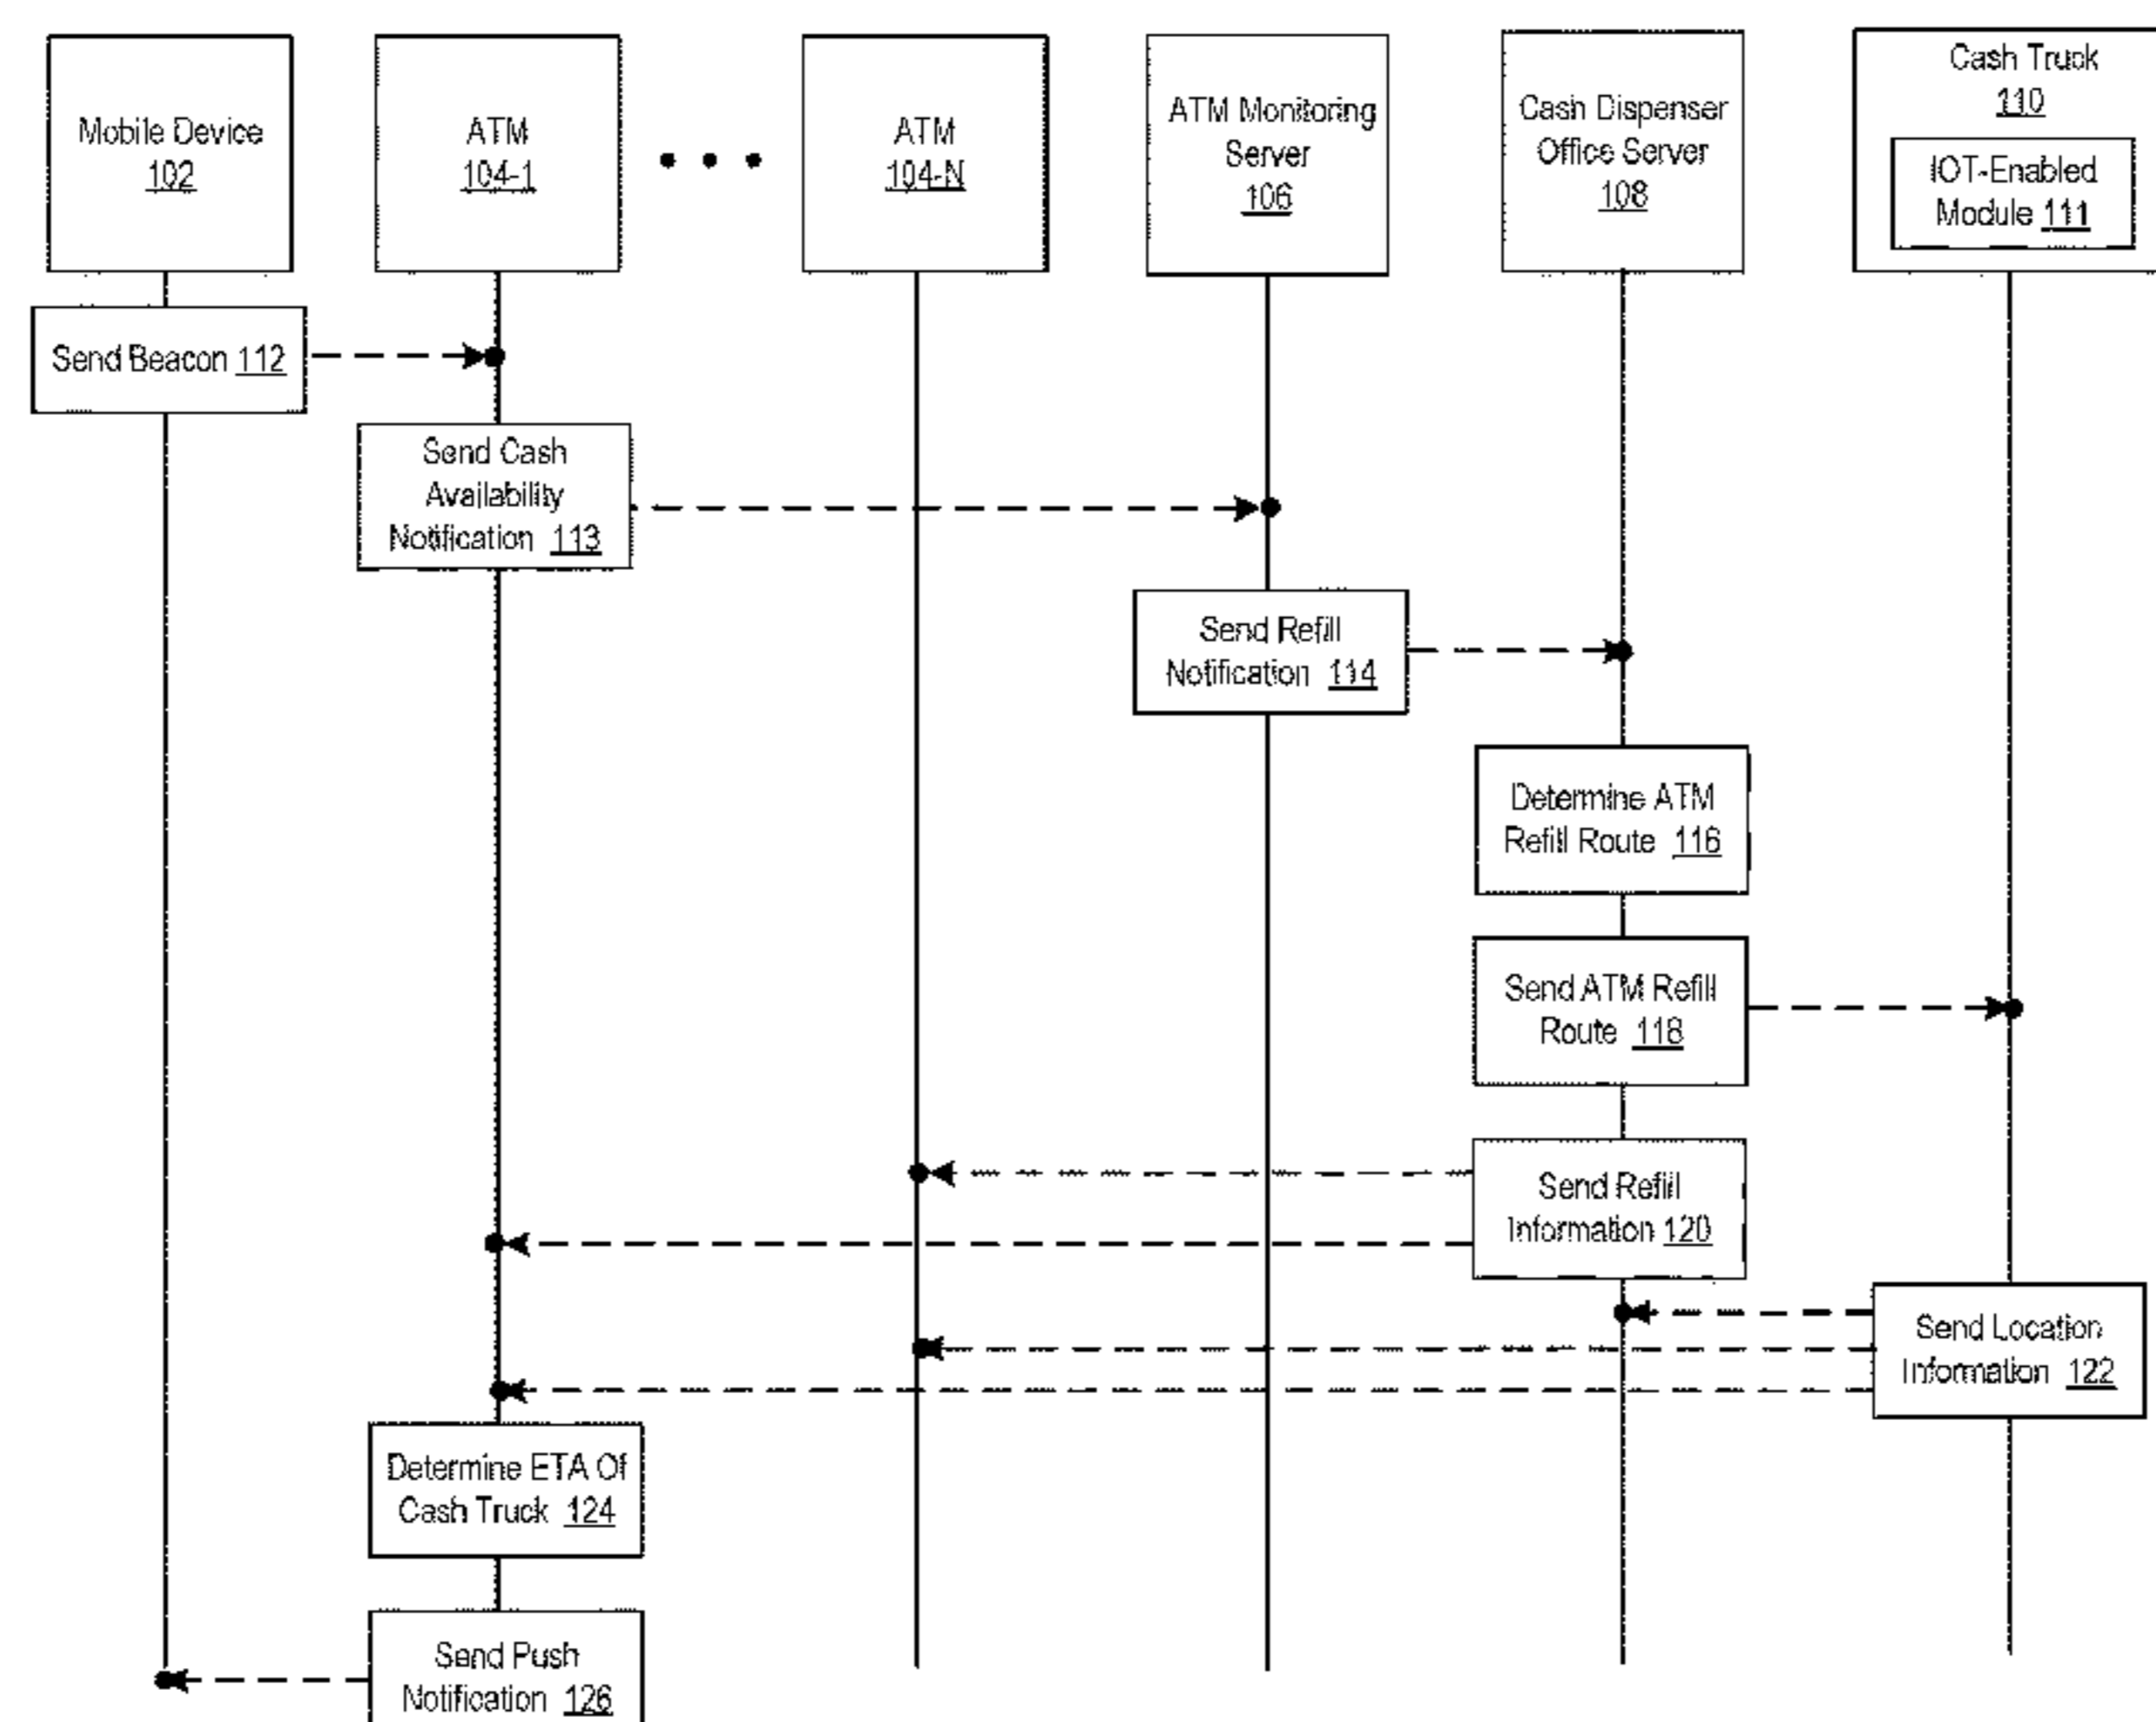 Mobile Device
102
ATM
104-1
ATM
104-N
ATM Monitoring
Server
106
Cash Dispenser
Office Server
108
Cash Truck
110
IOT-Enabled
Module 111
Send Beacon 112
Send Cash
Availability
Notification 113
Send Refill
Notification 114
Determine ATM
Refill Route 116
Send ATM Refill
Route 118
Send Refill
Information 120
Send Location
Information 122
Determine ETA Of
Cash Truck 124
Send Push
Notification 126